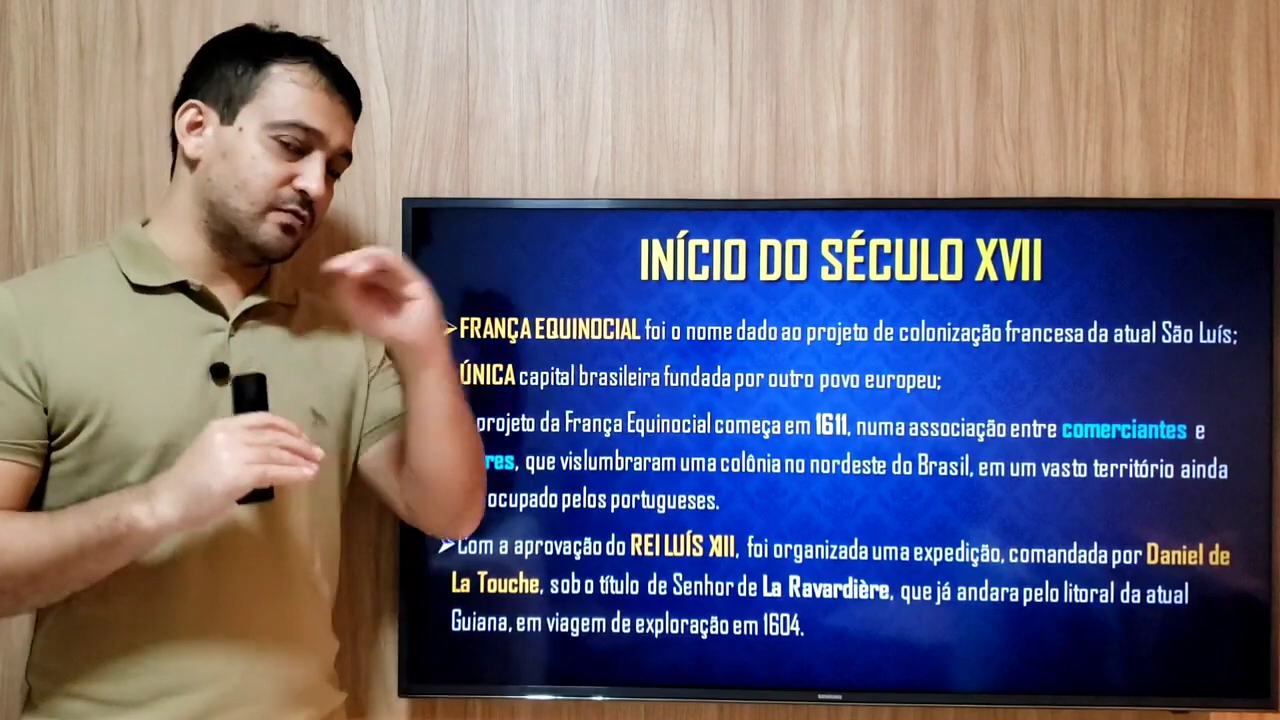 INÍCIO DO SÉCULO XVII
FRANÇA EQUINOCIAL foi o nome dado ao projeto de colonização francesa da atual São Luís;
ÚNICA capital brasileira fundada por outro povo europeu;
projeto da França Equinocial começa em 1611, numa associação entre comerciantes e
res, que vislumbraram uma colônia no nordeste do Brasil, em um vasto território ainda
ocupado pelos portugueses.
Com a aprovação do REI LUÍS XIII, foi organizada uma expedição, comandada por Daniel de
La Touche, sob o título de Senhor de La Ravardière, que já andara pelo litoral da atual
Guiana, em viagem de exploração em 1604.